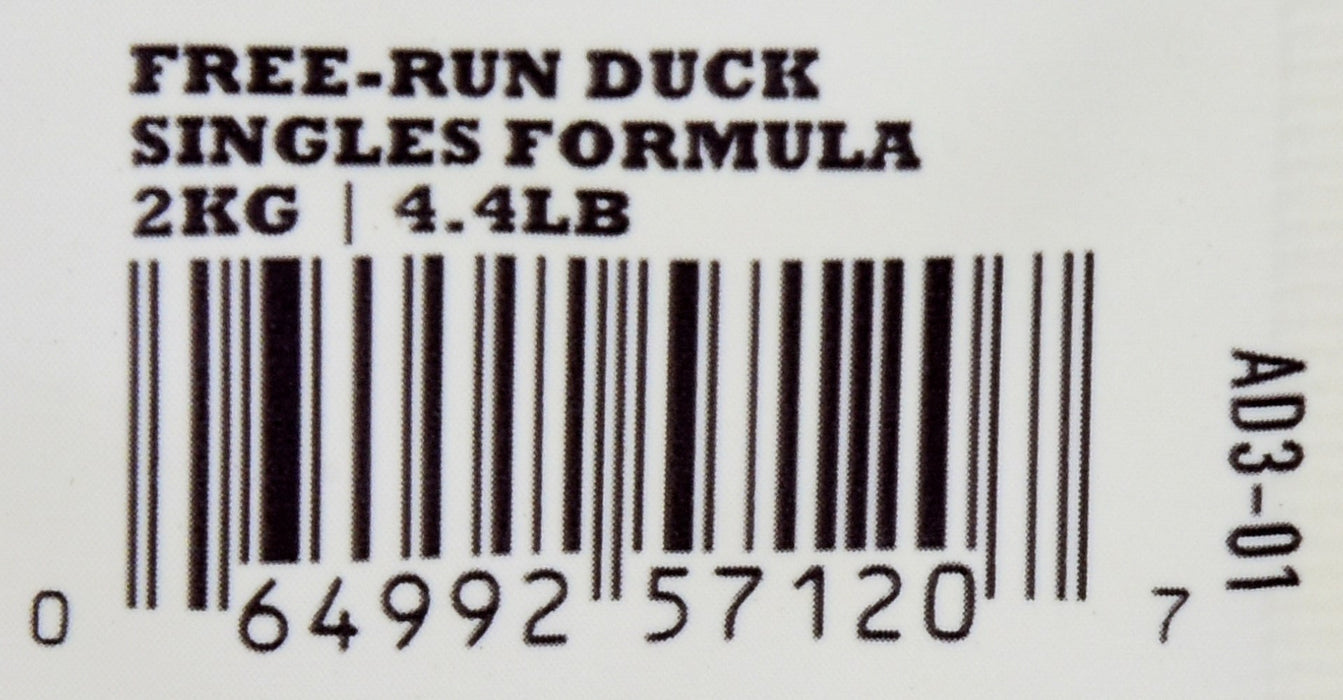 FREE-RUN DUCK
SINGLES FORMULA
2KG | 4.4LB
0 64992 57120 7
AD3-01